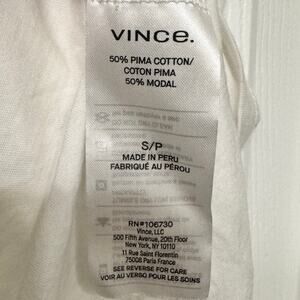 VINCE.
50% PIMA COTTON/
COTON PIMA
50% MODAL
S/P
MADE IN PERU
FABRIQUÉ AU PÉROU
RN#106730
Vince, LLC
500 Fifth Avenue, 20th Floor
New York, NY 10110
11 Rue Saint Florentin
75008 Paris France
SEE REVERSE FOR CARE
VOIR AU VERSO POUR LES SOINS